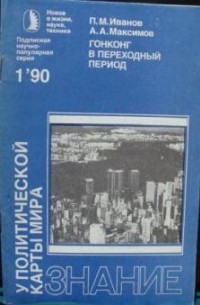 Новое
в жизни,
науке,
технике
Подписная
научно-
популярная
серия
1'90
П.М.Иванов
А.А.Максимов
ГОНКОНГ
В ПЕРЕХОДНЫЙ
ПЕРИОД
У ПОЛИТИЧЕСКОЙ
КАРТЫ МИРА
ЗНАНИЕ